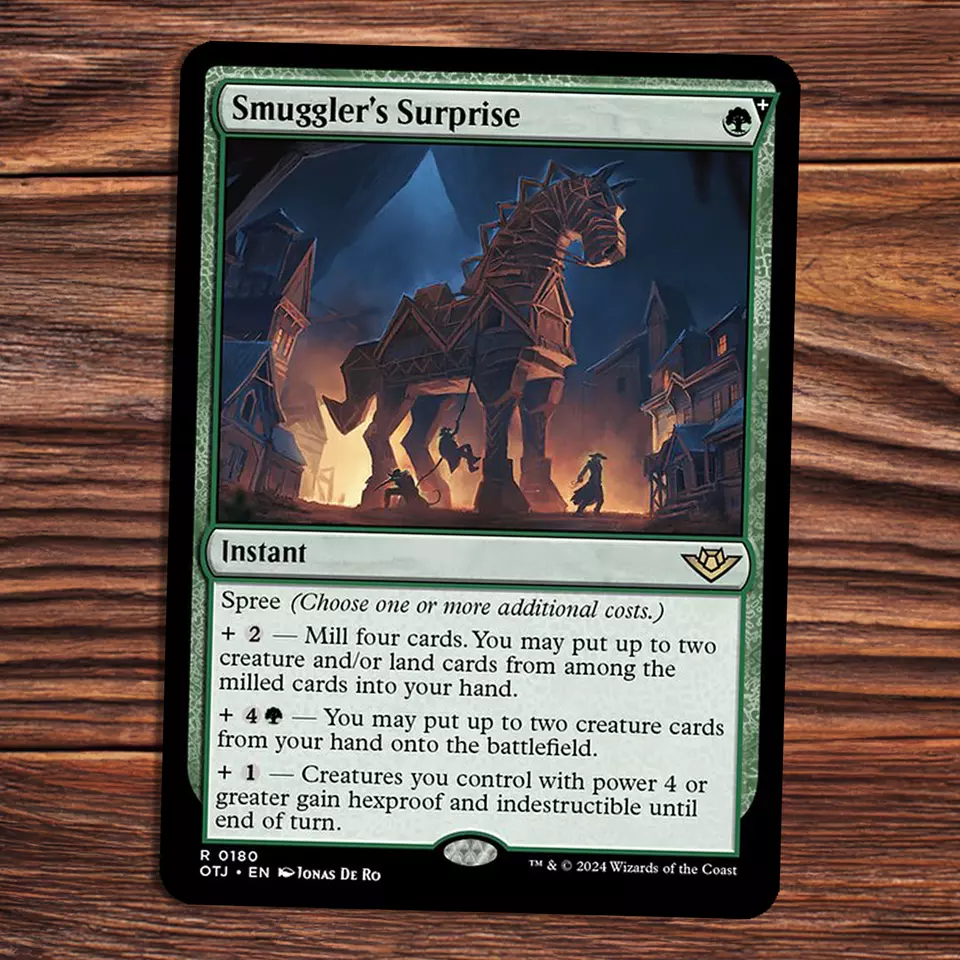 Smuggler's Surprise
Instant
Spree (Choose one or more additional costs.)
+ 2 — Mill four cards. You may put up to two
creature and/or land cards from among the
milled cards into your hand.
+ 4 — You may put up to two creature cards
from your hand onto the battlefield.
+ 1 — Creatures you control with power 4 or
greater gain hexproof and indestructible until
end of turn.
R 0180
OTJ • EN Jonas De Ro
™ & © 2024 Wizards of the Coast